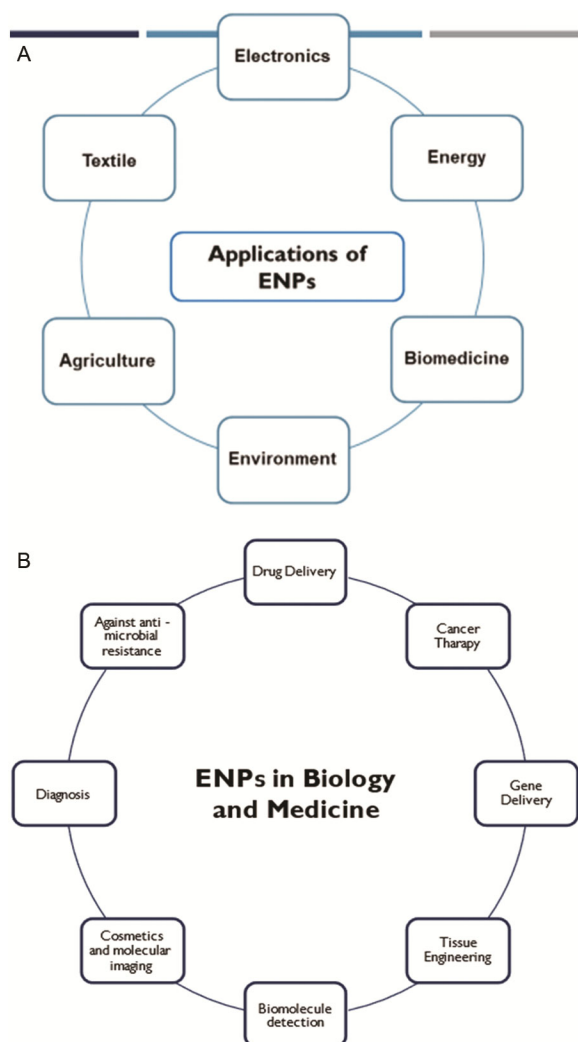 A
Electronics
Textile
Energy
Applications of
ENPs
Agriculture
Biomedicine
Environment
B
Drug Delivery
Against anti -
microbial
resistance
Cancer
Tharapy
Diagnosis
ENPs in Biology
and Medicine
Gene
Delivery
Cosmetics
and molecular
imaging
Tissue
Engineering
Biomolecule
detection